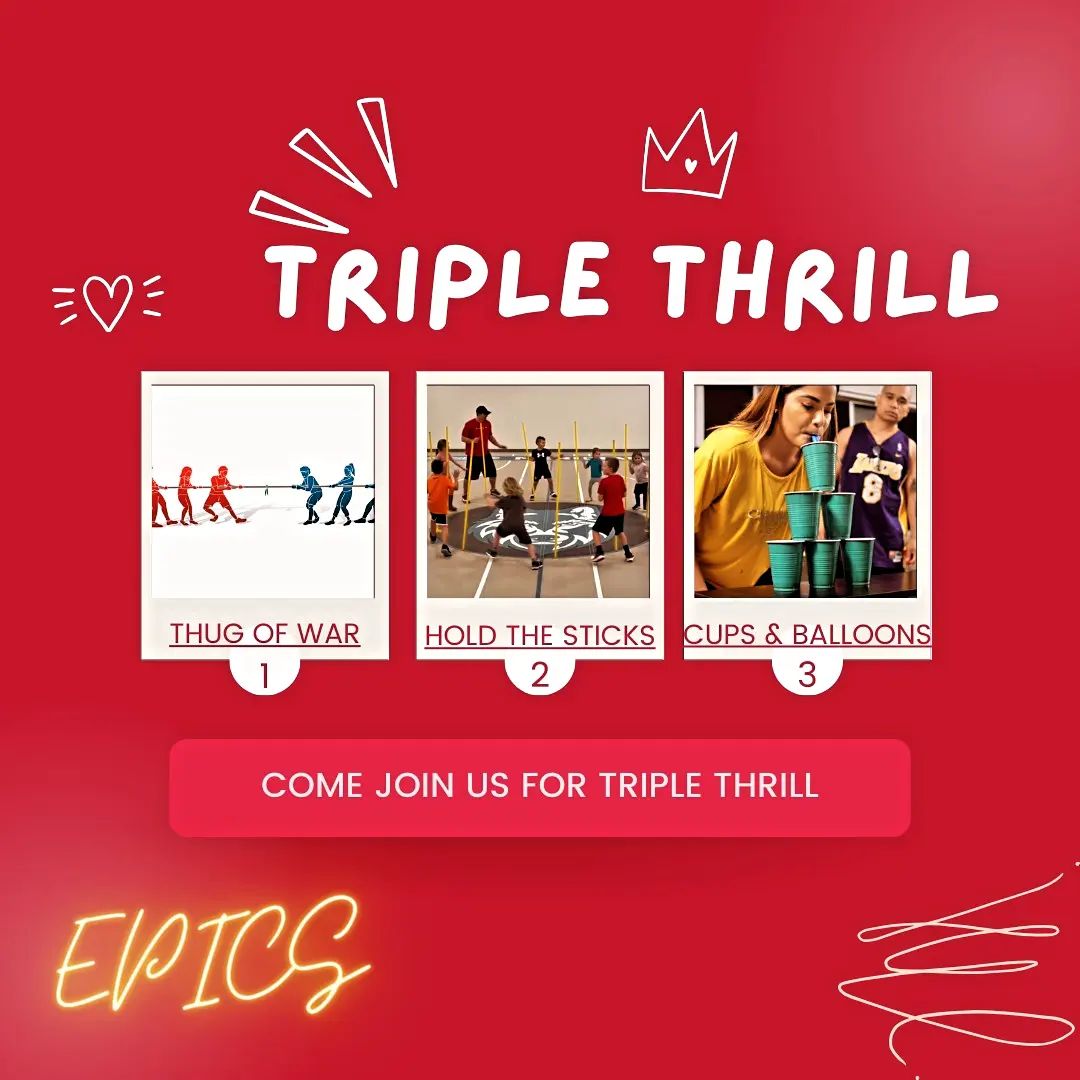 TRIPLE THRILL
THUG OF WAR
HOLD THE STICKS
CUPS & BALLOONS
1
2
3
COME JOIN US FOR TRIPLE THRILL
EPICS